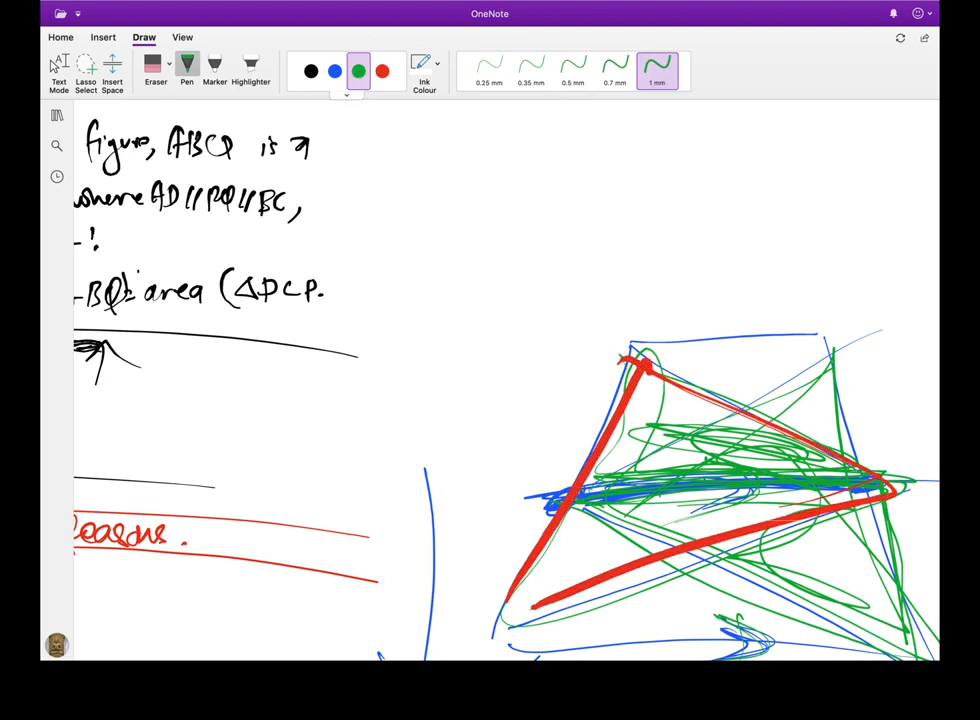 OneNote
Home Insert Draw View
Text Mode
Lasso Select
Insert Space
Eraser
Pen
Marker
Highlighter
Ink Colour
0.25 mm
0.35 mm
0.5 mm
0.7 mm
1 mm
figure, ABCD is a
where AD // PQ // BC,
area (△DCP.
Reasons.